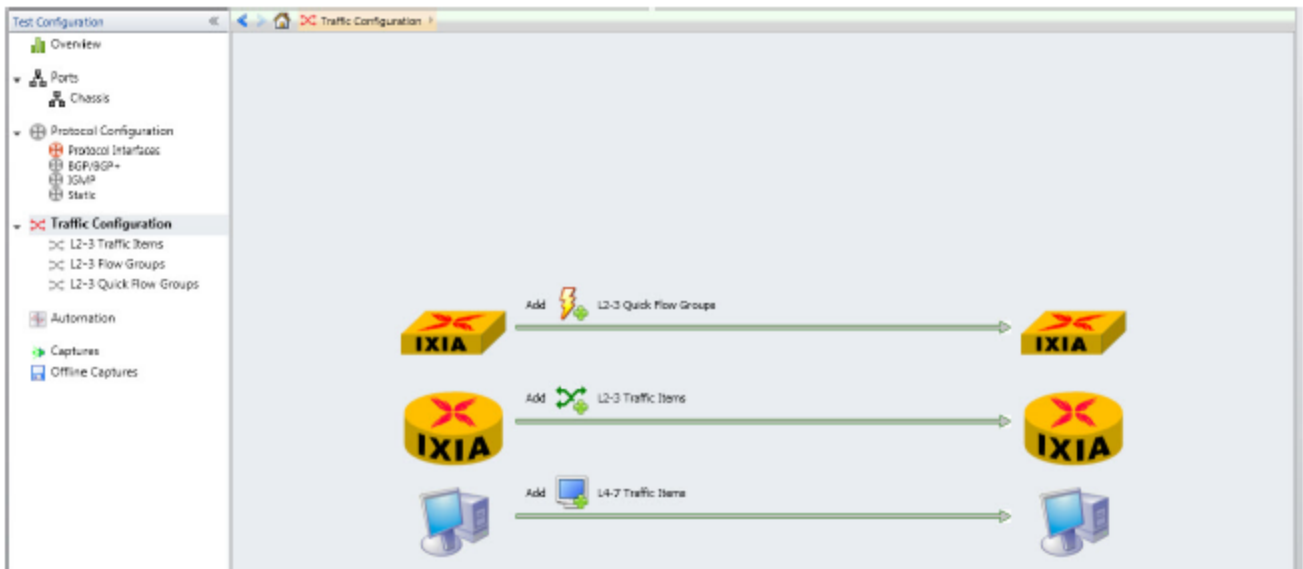 Test Configuration
Traffic Configuration
Overview
Ports
Chassis
Protocol Configuration
Protocol Interfaces
BGP/BGP+
IGMP
Static
Traffic Configuration
L2-3 Traffic Items
L2-3 Flow Groups
L2-3 Quick Flow Groups
Automation
Captures
Offline Captures
Add L2-3 Quick Flow Groups
IXIA IXIA
Add L2-3 Traffic Items
IXIA IXIA
Add L4-7 Traffic Items